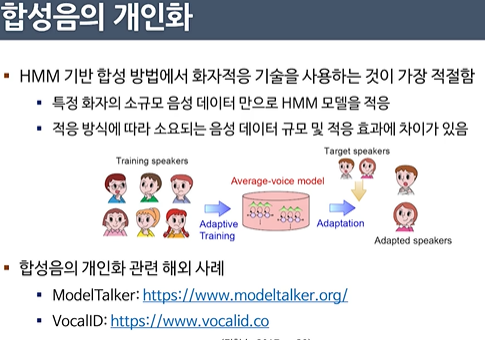 합성음의 개인화
HMM 기반 합성 방법에서 화자적응 기술을 사용하는 것이 가장 적절함
특정 화자의 소규모 음성 데이터 만으로 HMM 모델을 적응
적응 방식에 따라 소요되는 음성 데이터 규모 및 적응 효과에 차이가 있음
Training speakers
Target speakers
Average-voice model
Adaptive
Training
Adaptation
Adapted speakers
합성음의 개인화 관련 해외 사례
ModelTalker: https://www.modeltalker.org/
VocalID: https://www.vocalid.co